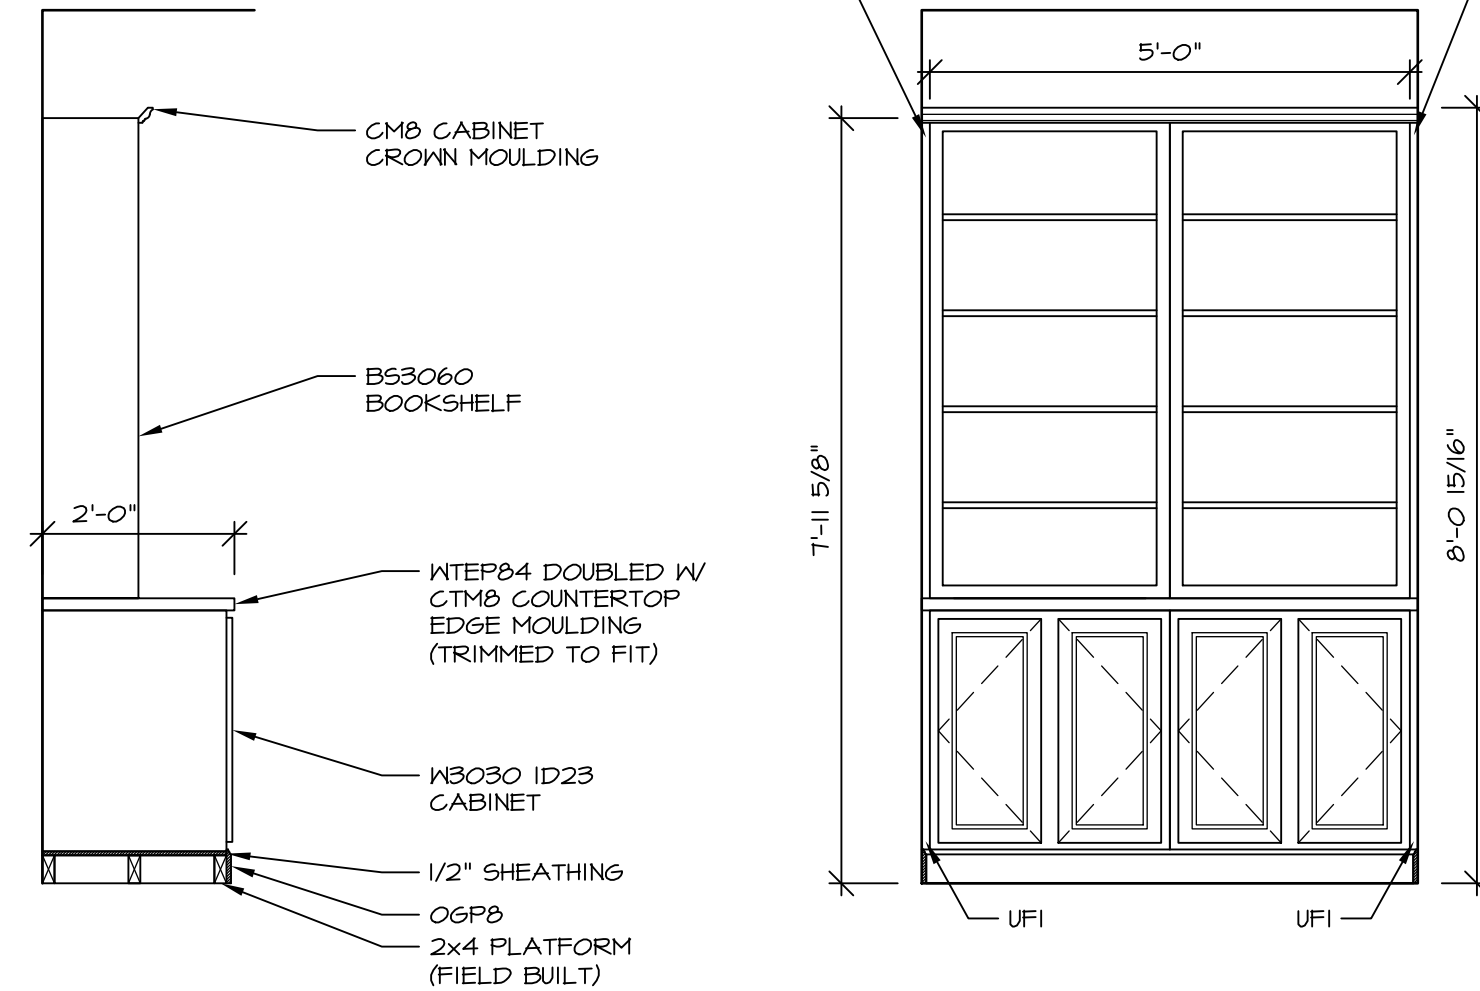 CM8 CABINET
CROWN MOULDING
BS3060
BOOKSHELF
2'-0"
WTEP84 DOUBLED W/
CTM8 COUNTERTOP
EDGE MOULDING
(TRIMMED TO FIT)
W3030 1D23
CABINET
1/2" SHEATHING
OGP8
2x4 PLATFORM
(FIELD BUILT)
5'-0"
7'-11 5/8"
8'-0 15/16"
UF1
UF1